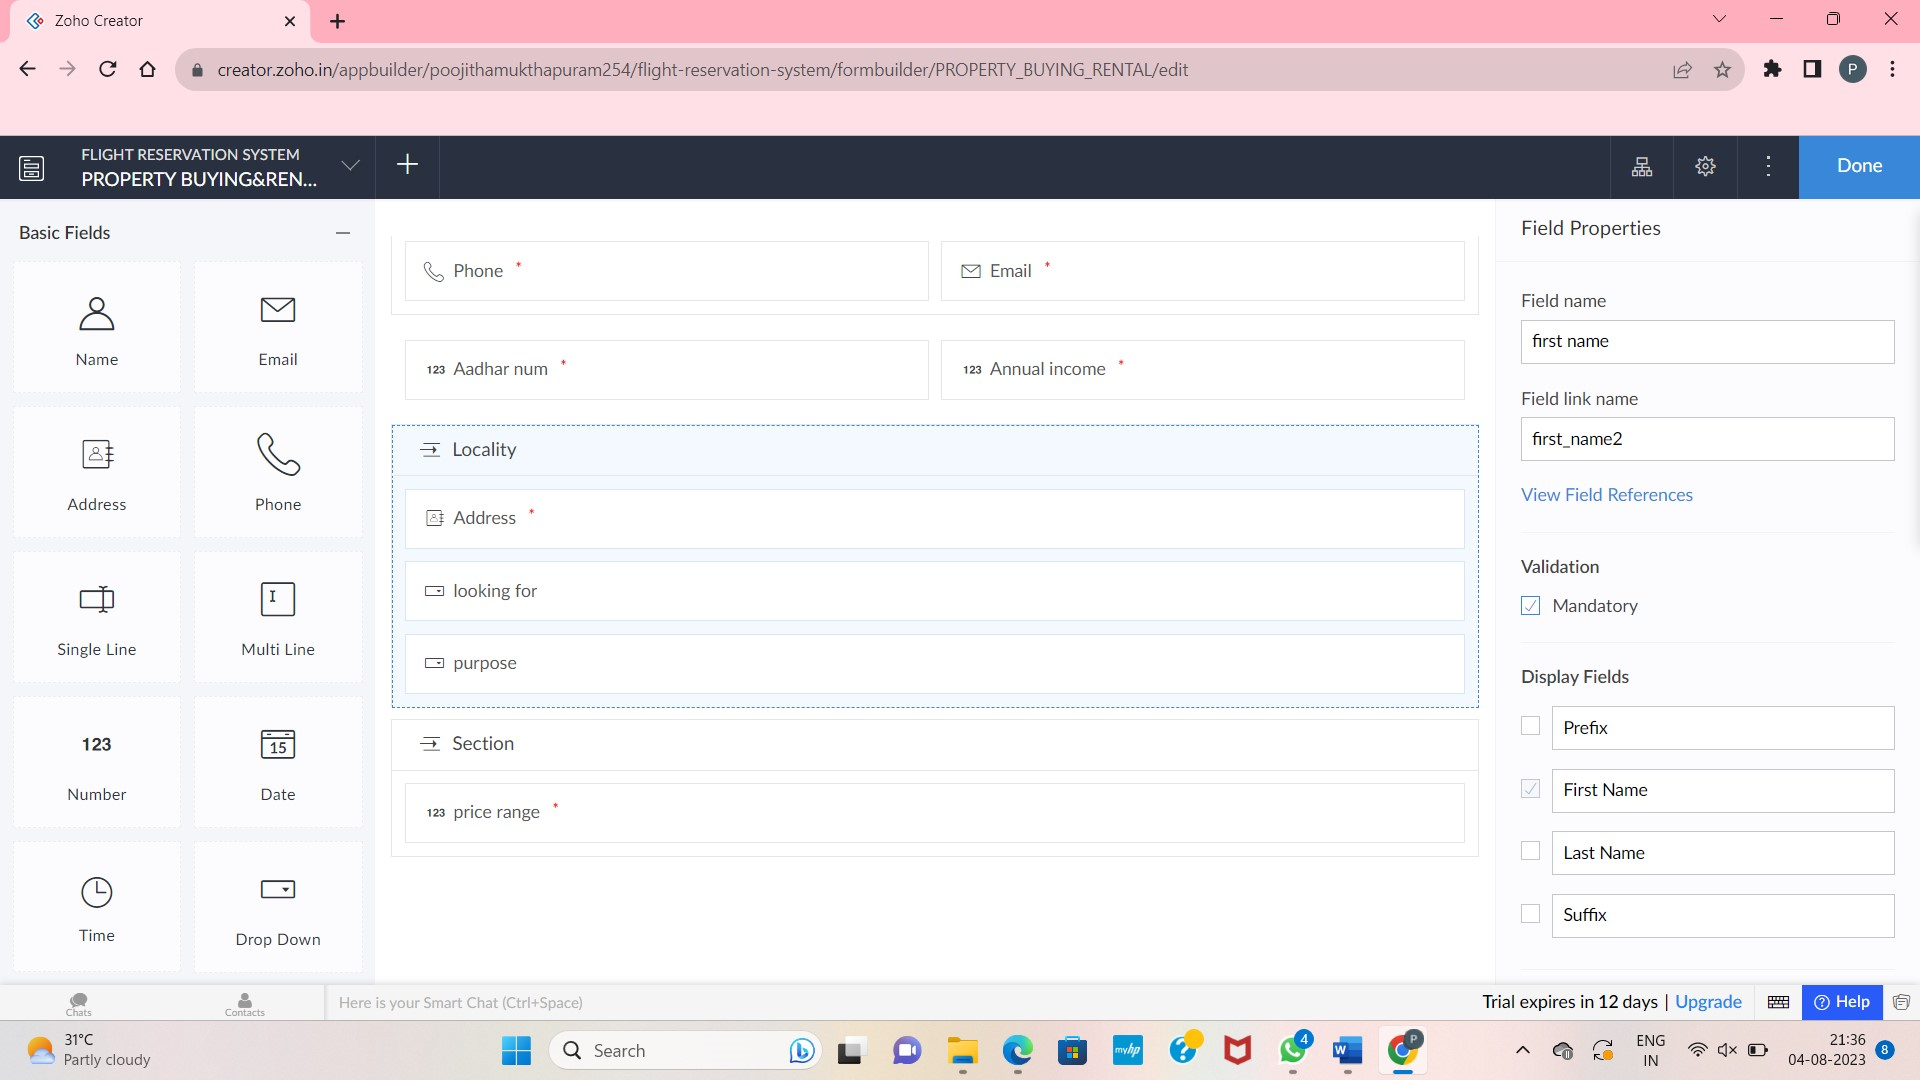 Zoho Creator
creator.zoho.in/appbuilder/poojithamukthapuram254/flight-reservation-system/formbuilder/PROPERTY_BUYING_RENTAL/edit
P
FLIGHT RESERVATION SYSTEM
PROPERTY BUYING&REN...
Done
Basic Fields
Name
Email
Address
Phone
Single Line
Multi Line
123
Number
15
Date
Time
Drop Down
Phone *
Email *
123 Aadhar num *
123 Annual income *
Locality
Address *
looking for
purpose
Section
123 price range *
Field Properties
Field name
first name
Field link name
first_name2
View Field References
Validation
Mandatory
Display Fields
Prefix
First Name
Last Name
Suffix
Chats
Contacts
Here is your Smart Chat (Ctrl+Space)
Trial expires in 12 days | Upgrade
Help
31°C
Partly cloudy
Search
myhp
4
W
P
ENG
IN
21:36
04-08-2023
8